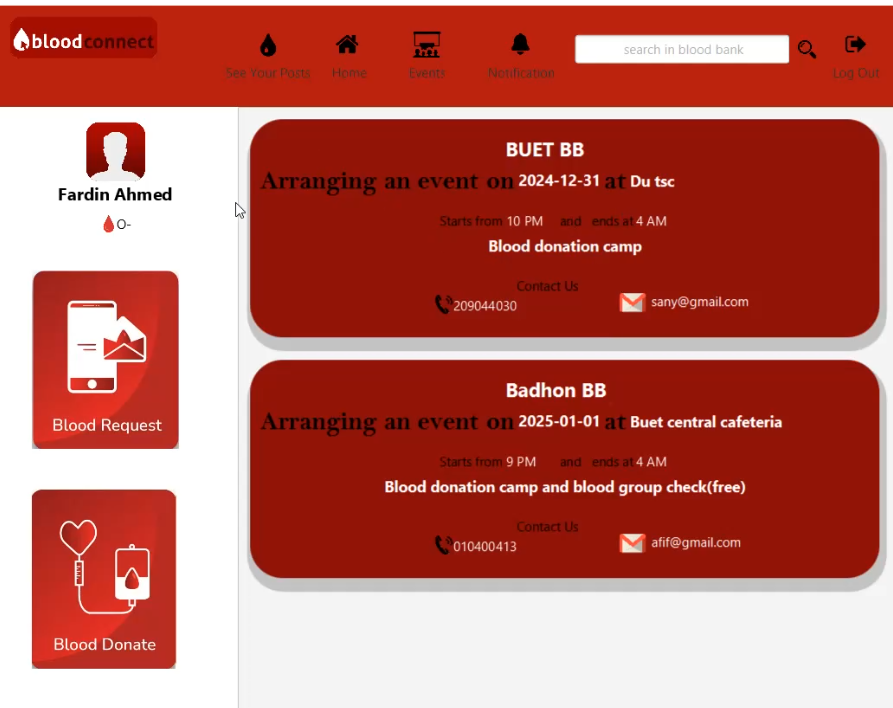 bloodconnect
See Your Posts Home Events Notification search in blood bank Log Out
Fardin Ahmed
O-
Blood Request
Blood Donate
BUET BB
Arranging an event on 2024-12-31 at Du tsc
Starts from 10 PM and ends at 4 AM
Blood donation camp
Contact Us
209044030 sany@gmail.com
Badhon BB
Arranging an event on 2025-01-01 at Buet central cafeteria
Starts from 9 PM and ends at 4 AM
Blood donation camp and blood group check(free)
Contact Us
010400413 afif@gmail.com